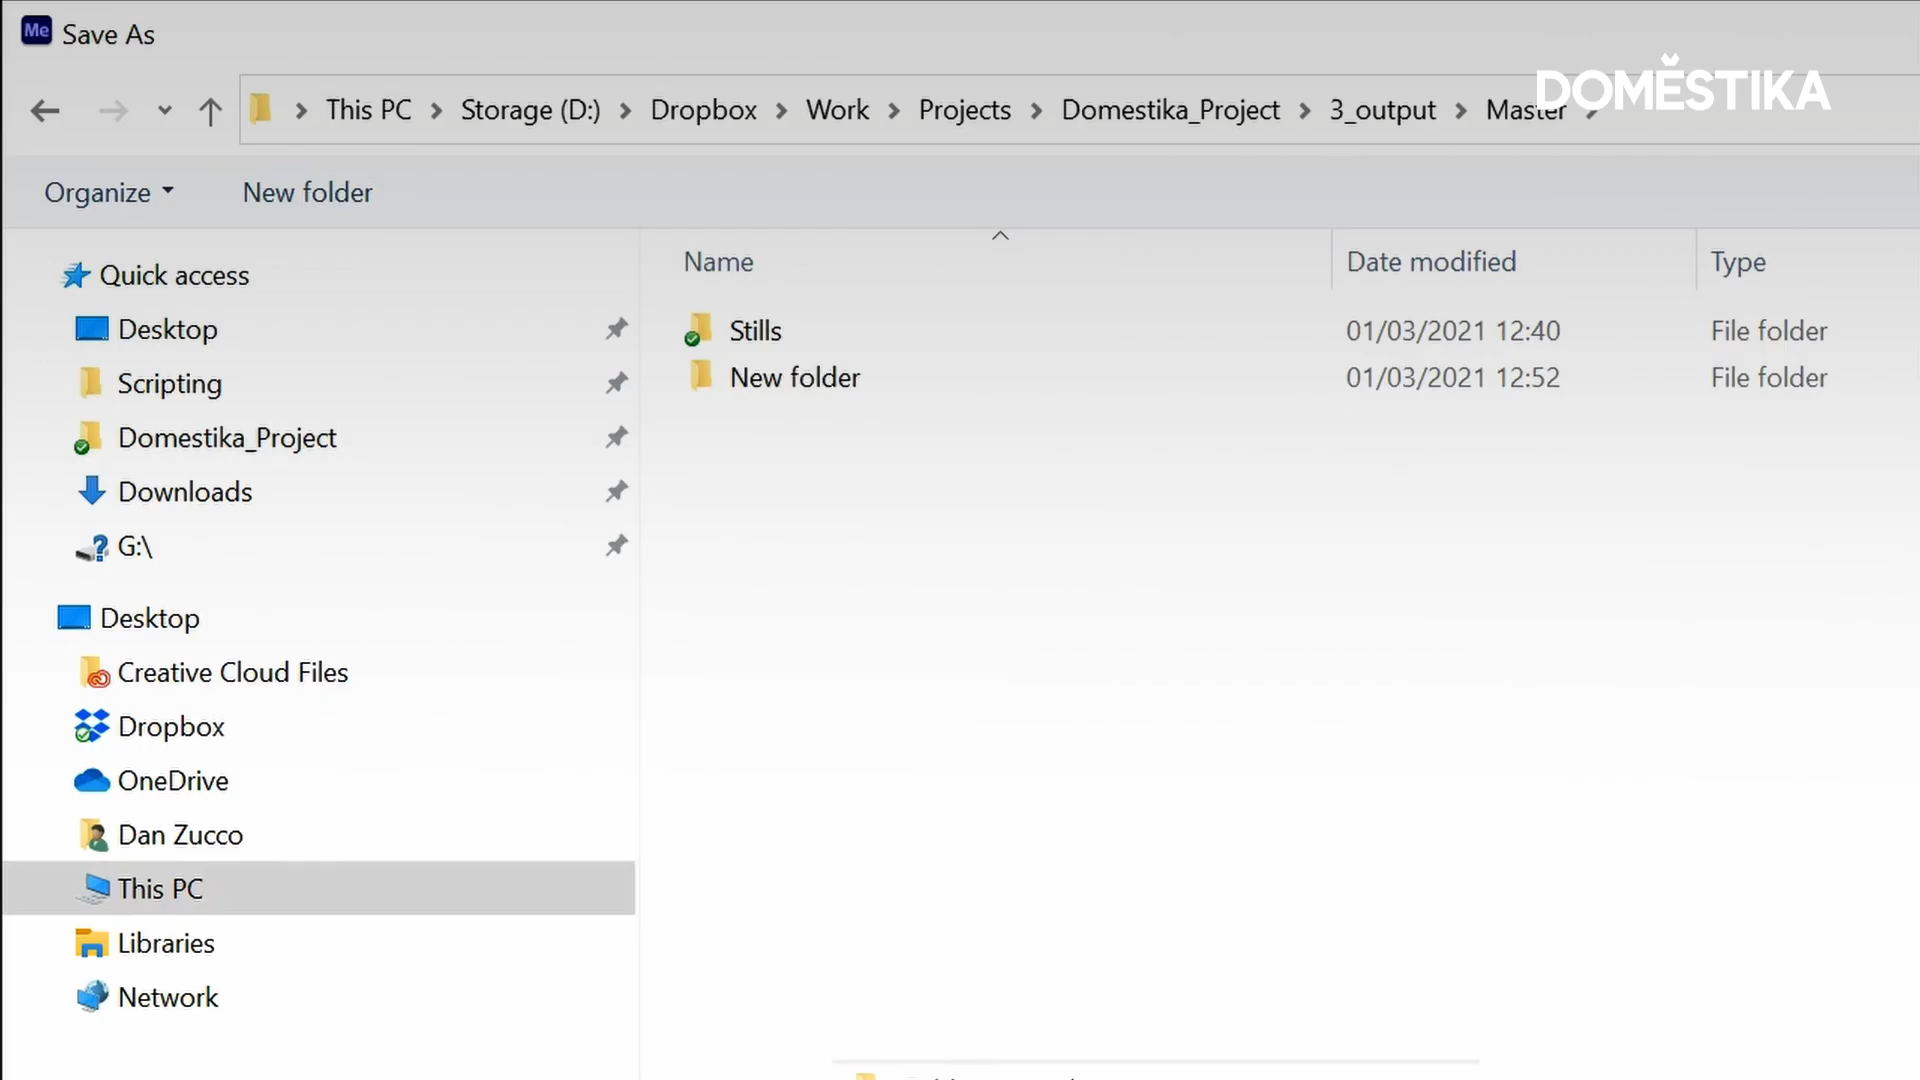 Me Save As
DOMĚSTIKA
This PC > Storage (D:) > Dropbox > Work > Projects > Domestika_Project > 3_output > Master >
Organize New folder
Name Date modified Type
Quick access
Desktop
Scripting
Domestika_Project
Downloads
G:\
Desktop
Creative Cloud Files
Dropbox
OneDrive
Dan Zucco
This PC
Libraries
Network
Stills 01/03/2021 12:40 File folder
New folder 01/03/2021 12:52 File folder